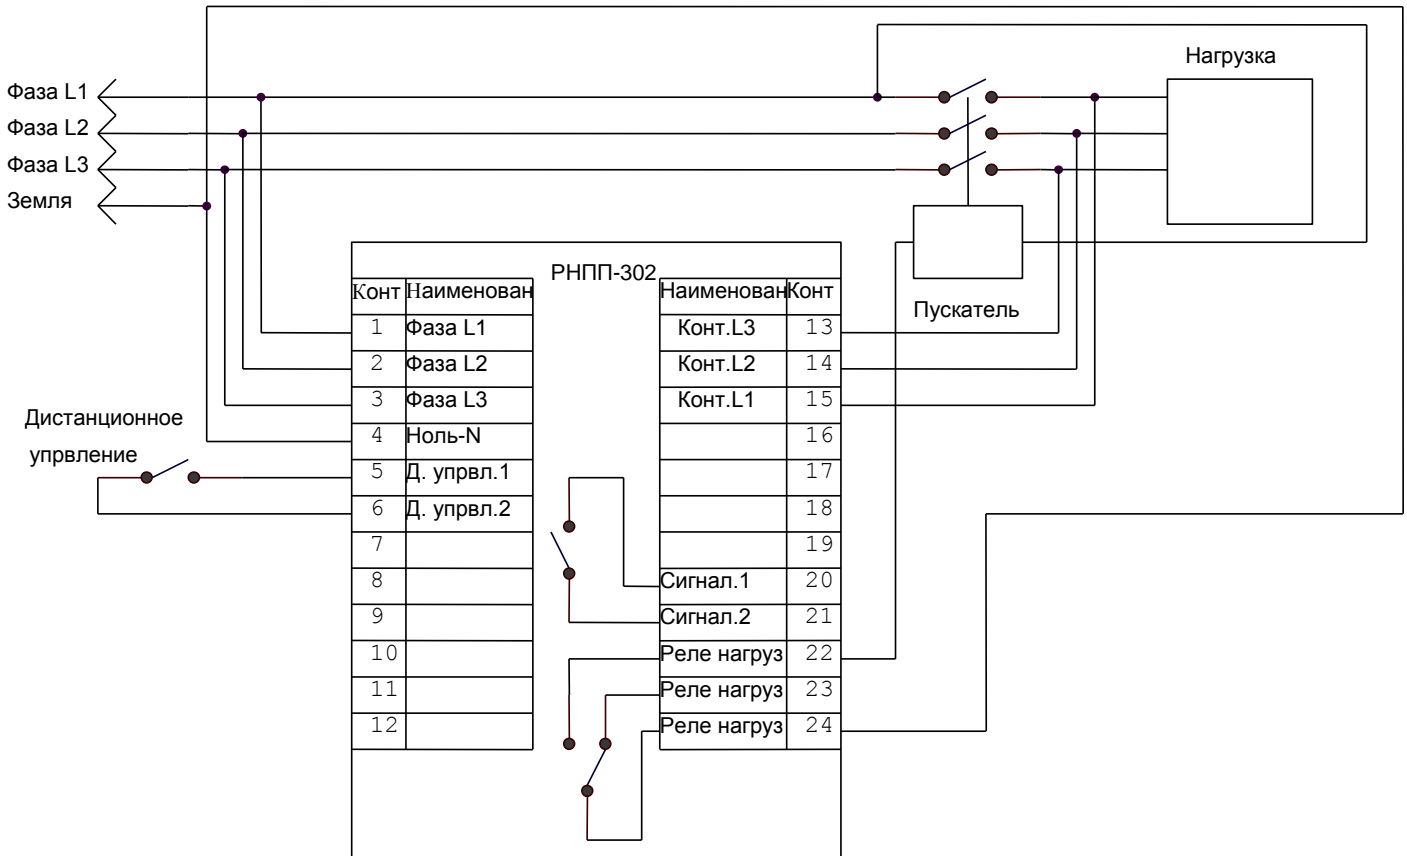 Нагрузка
Фаза L1
Фаза L2
Фаза L3
Земля
РНПП-302
Пускатель
Конт Наименован
1 Фаза L1
2 Фаза L2
3 Фаза L3
4 Ноль-N
5 Д. упрвл.1
6 Д. упрвл.2
7
8
9
10
11
12
Наименован Конт
Конт.L3 13
Конт.L2 14
Конт.L1 15
16
17
18
19
Сигнал.1 20
Сигнал.2 21
Реле нагруз 22
Реле нагруз 23
Реле нагруз 24
Дистанционное
упрвление